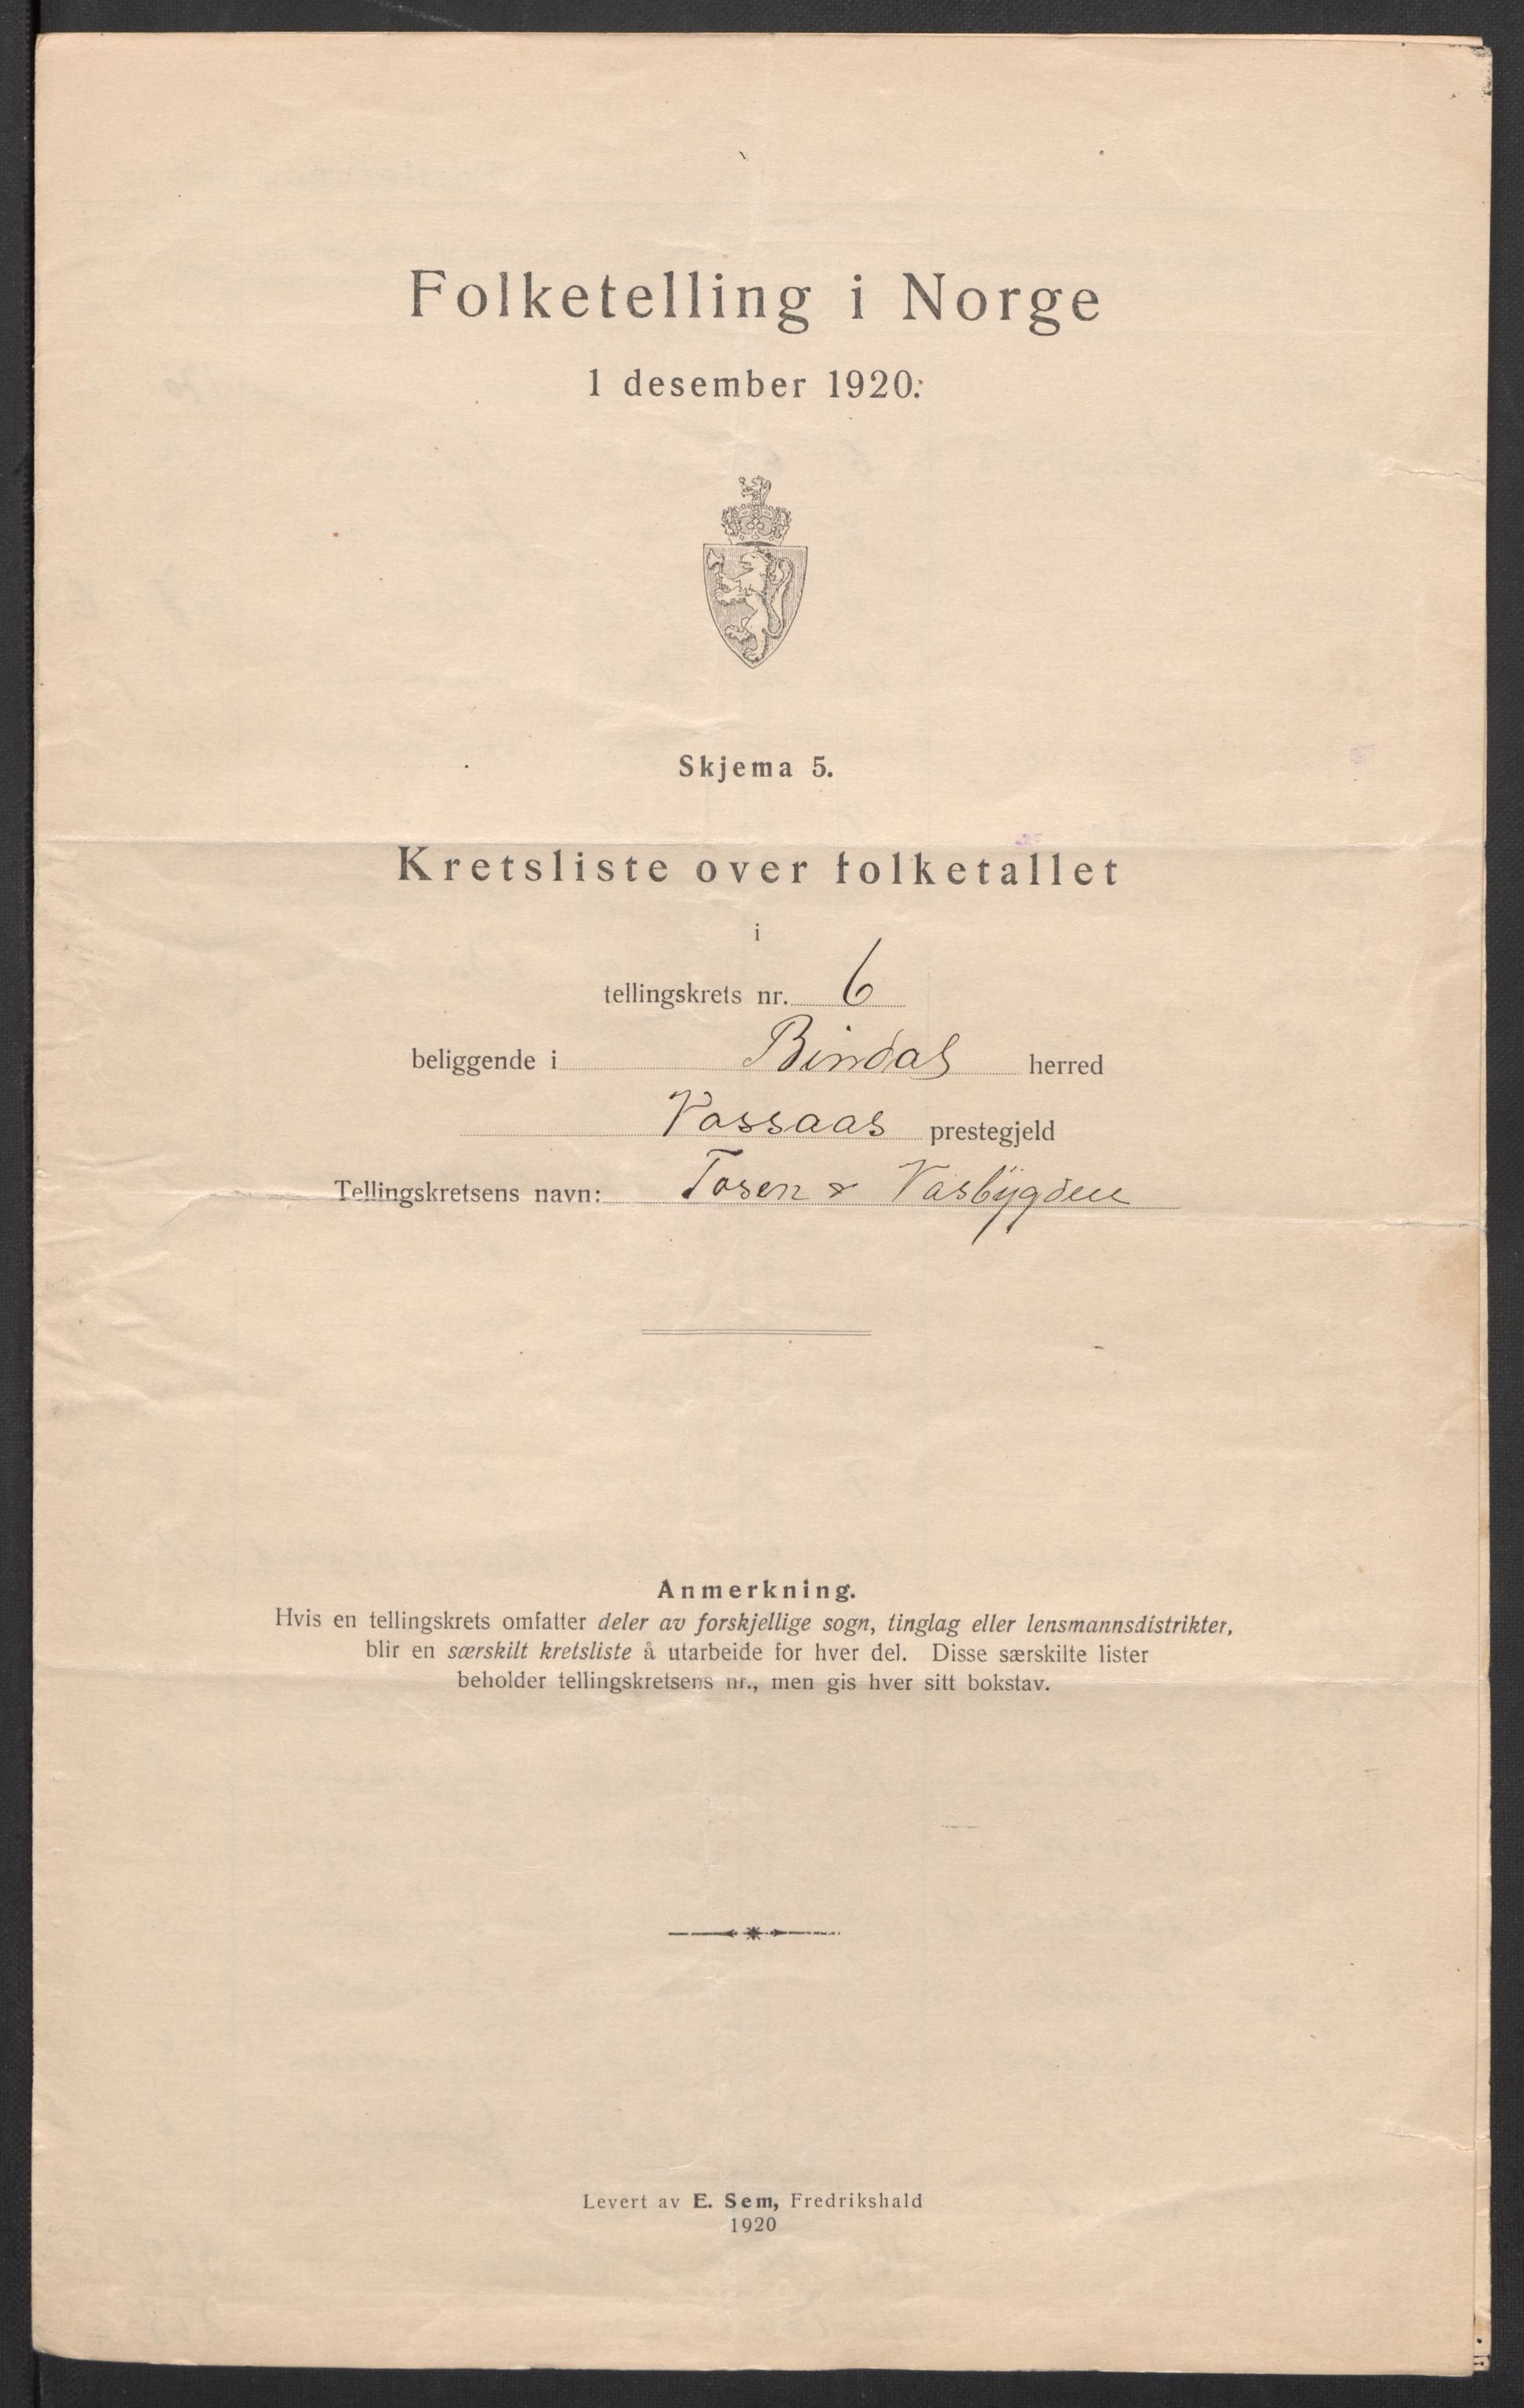 Folketelling i Norge
1 desember 1920.
Skjema 5.
Kretsliste over folketallet
i
tellingskrets nr. 6
beliggende i Bindal herred
Vassaas prestegjeld
Tellingskretsens navn: Tosen & Vasbygden
Anmerkning.
Hvis en tellingskrets omfatter deler av forskjellige sogn, tinglag eller lensmannsdistrikter,
blir en særskilt kretsliste å utarbeide for hver del. Disse særskilte lister
beholder tellingskretsens nr., men gis hver sitt bokstav.
Levert av E. Sem, Fredrikshald
1920